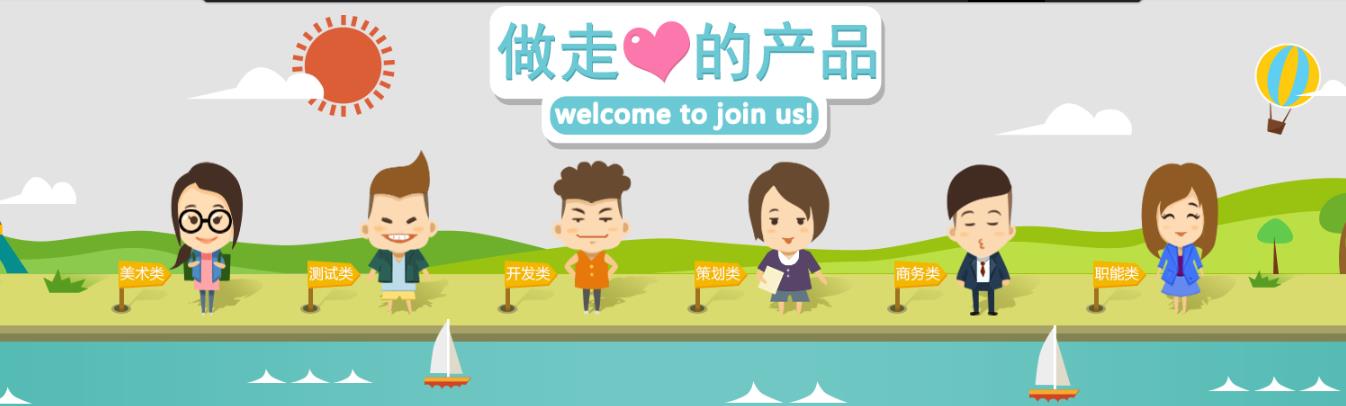 做走❤的产品
welcome to join us!
美术类
测试类
开发类
策划类
商务类
职能类